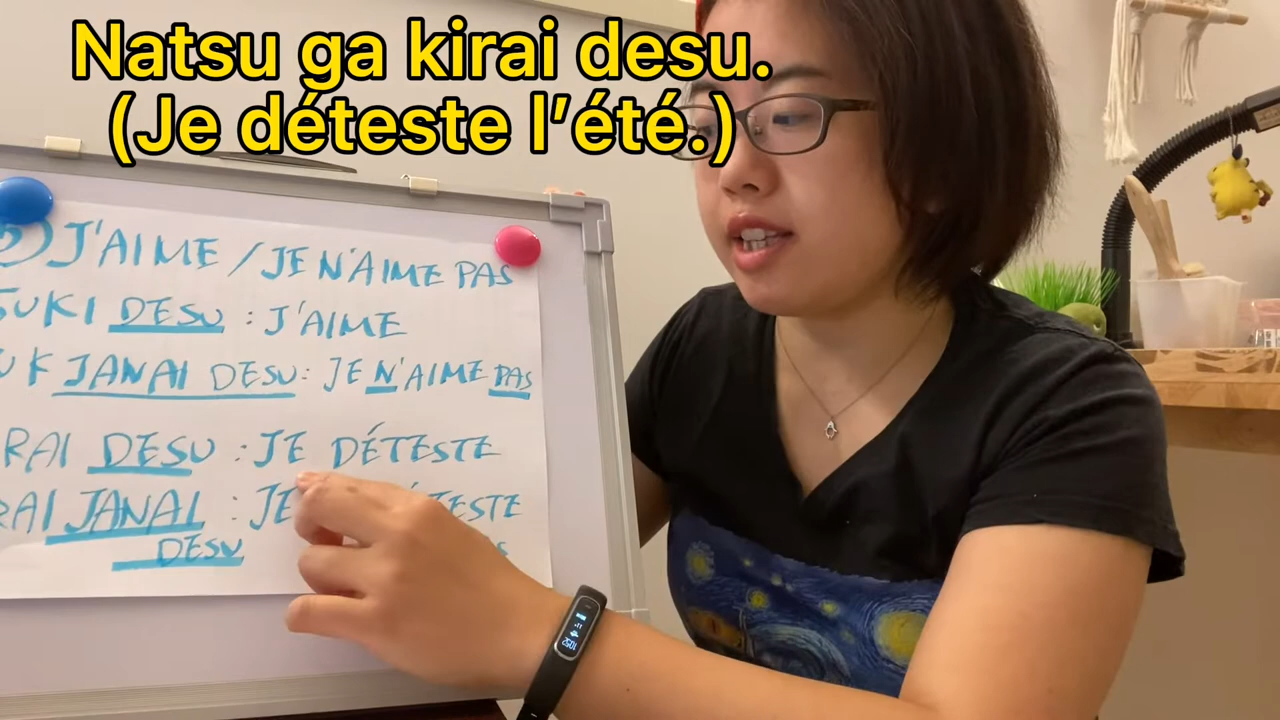 Natsu ga kirai desu.
(Je déteste l'été.)
J'AIME / JE N'AIME PAS
SUKI DESU : J'AIME
JANAI DESU : JE N'AIME PAS
RAI DESU : JE DÉTESTE
RAI JANAI : JE
DESU